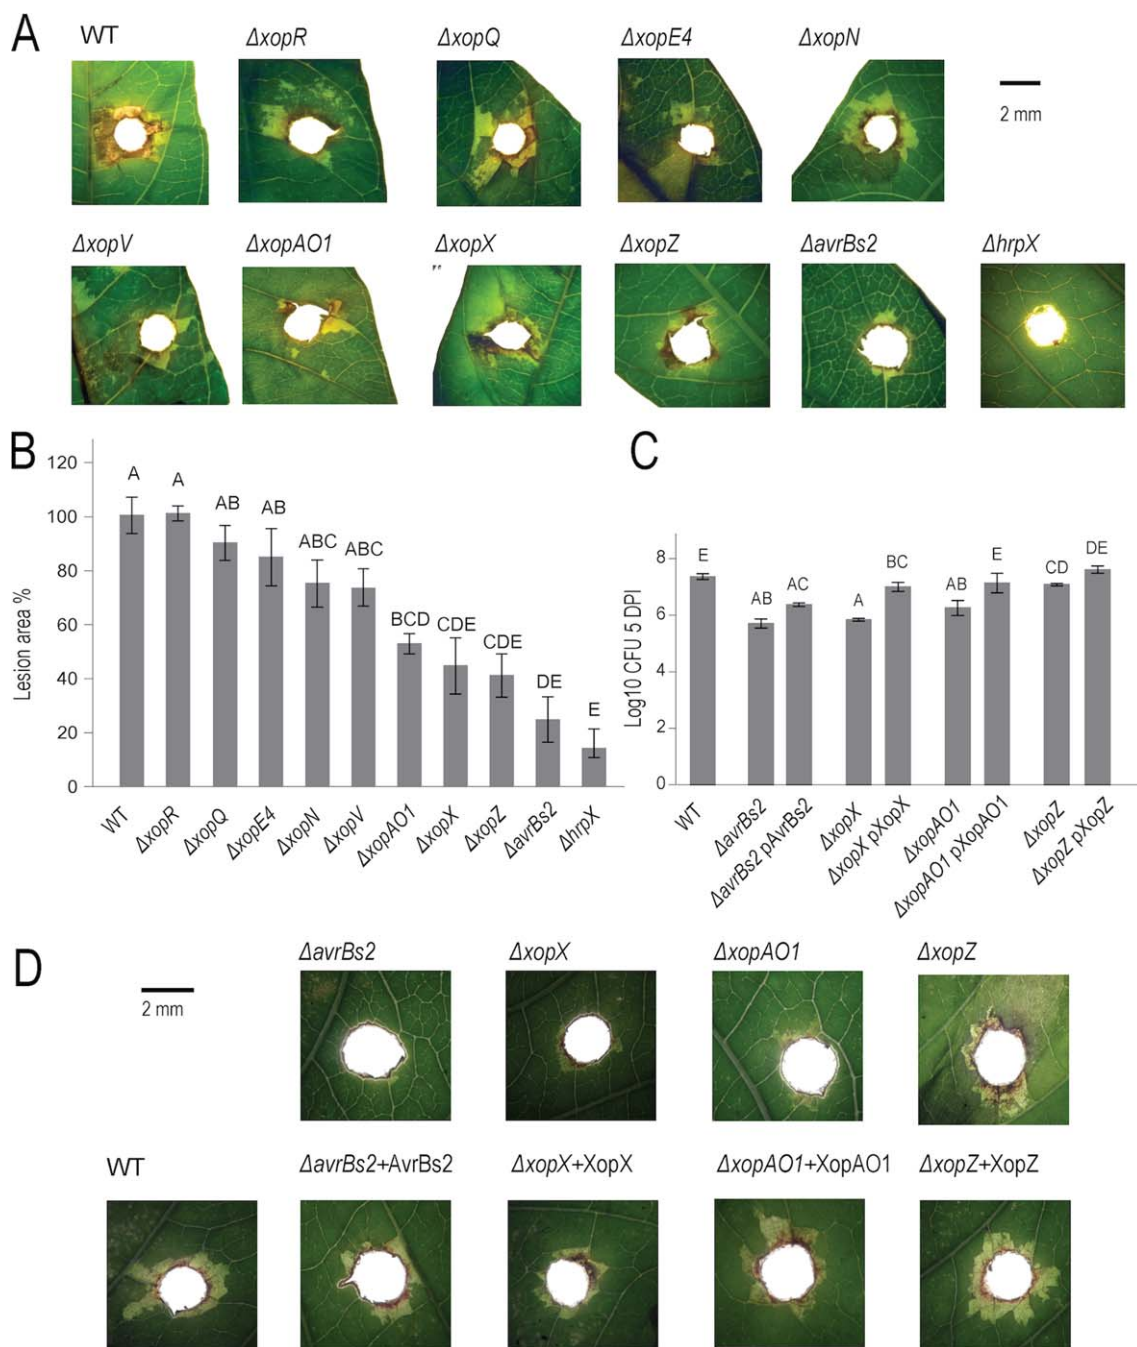 A
WT
ΔxopR
ΔxopQ
ΔxopE4
ΔxopN
2 mm
ΔxopV
ΔxopAO1
ΔxopX
ΔxopZ
ΔavrBs2
ΔhrpX
B
Lesion area %
120
100
80
60
40
20
0
A
A
AB
AB
ABC
ABC
BCD
CDE
CDE
DE
E
WT
ΔxopR
ΔxopQ
ΔxopE4
ΔxopN
ΔxopV
ΔxopAO1
ΔxopX
ΔxopZ
ΔavrBs2
ΔhrpX
C
Log10 CFU 5 DPI
8
6
4
2
0
E
AB
AC
A
BC
AB
E
CD
DE
WT
ΔavrBs2
ΔavrBs2 pAvrBs2
ΔxopX
ΔxopX pXopX
ΔxopAO1
ΔxopAO1 pXopAO1
ΔxopZ
ΔxopZ pXopZ
D
2 mm
ΔavrBs2
ΔxopX
ΔxopAO1
ΔxopZ
WT
ΔavrBs2+AvrBs2
ΔxopX+XopX
ΔxopAO1+XopAO1
ΔxopZ+XopZ